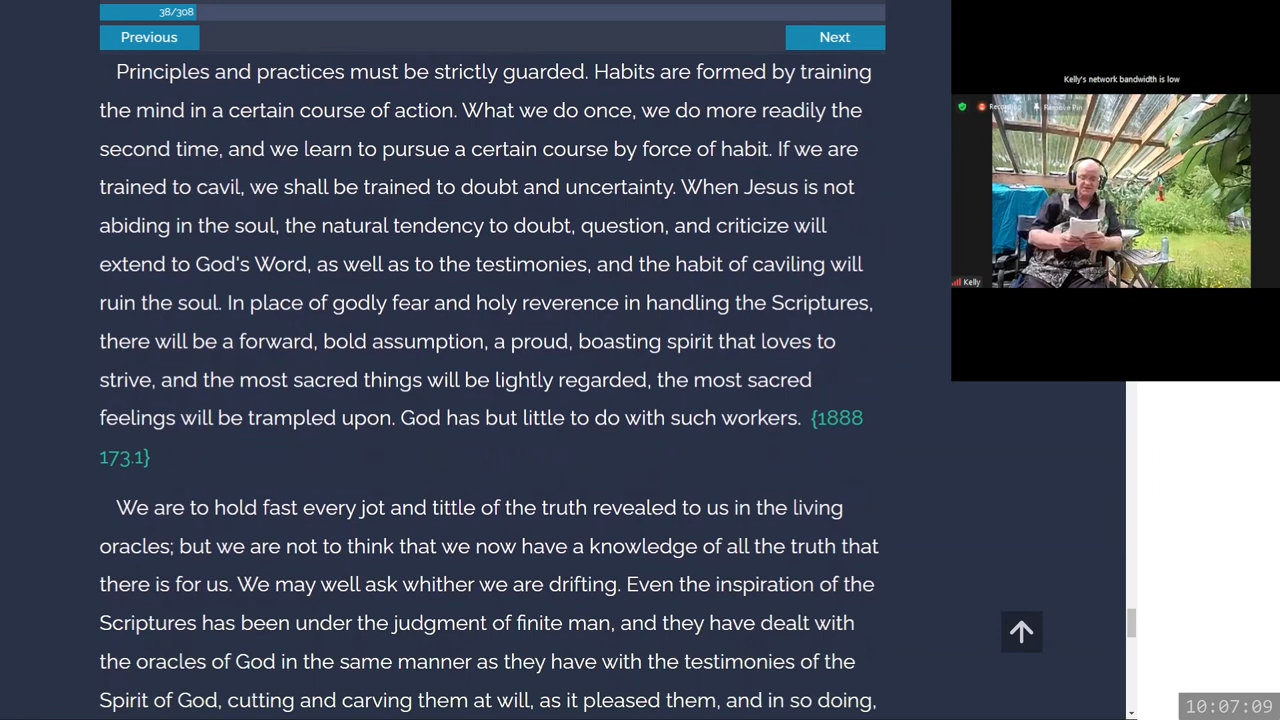 38/308
Previous
Next
Principles and practices must be strictly guarded. Habits are formed by training
the mind in a certain course of action. What we do once, we do more readily the
second time, and we learn to pursue a certain course by force of habit. If we are
trained to cavil, we shall be trained to doubt and uncertainty. When Jesus is not
abiding in the soul, the natural tendency to doubt, question, and criticize will
extend to God's Word, as well as to the testimonies, and the habit of caviling will
ruin the soul. In place of godly fear and holy reverence in handling the Scriptures,
there will be a forward, bold assumption, a proud, boasting spirit that loves to
strive, and the most sacred things will be lightly regarded, the most sacred
feelings will be trampled upon. God has but little to do with such workers. {1888
173.1}
We are to hold fast every jot and tittle of the truth revealed to us in the living
oracles; but we are not to think that we now have a knowledge of all the truth that
there is for us. We may well ask whither we are drifting. Even the inspiration of the
Scriptures has been under the judgment of finite man, and they have dealt with
the oracles of God in the same manner as they have with the testimonies of the
Spirit of God, cutting and carving them at will, as it pleased them, and in so doing,
Kelly's network bandwidth is low
Recording
Remove Pin
Kelly
10:07:09